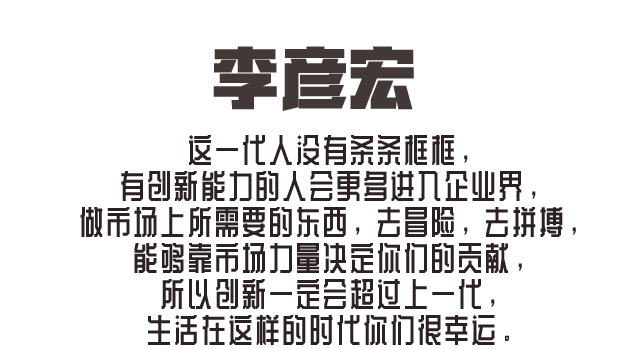 李彦宏
这一代人没有条条框框，
有创新能力的人会更多进入企业界，
做市场上所需要的东西，去冒险，去拼搏，
能够靠市场力量决定你们的贡献，
所以创新一定会超过上一代，
生活在这样的时代你们很幸运。